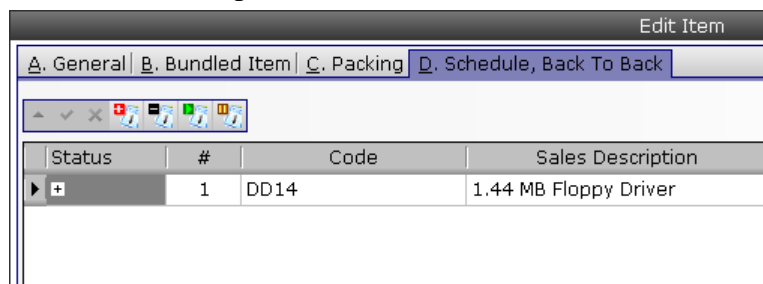 Edit Item
A. General B. Bundled Item C. Packing D. Schedule, Back To Back
Status # Code Sales Description
1 DD14 1.44 MB Floppy Driver